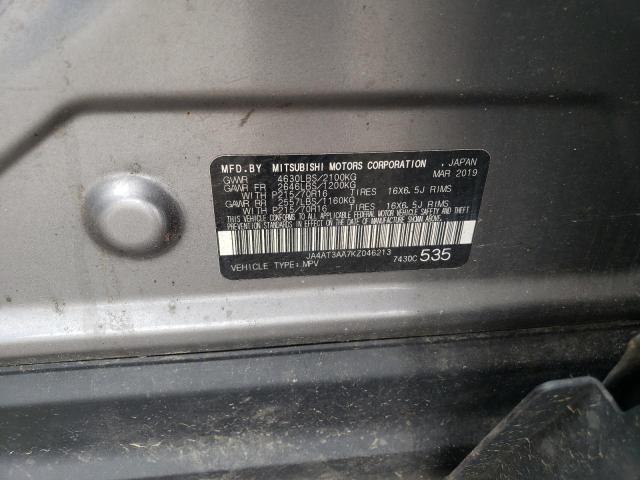 MFD.BY MITSUBISHI MOTORS CORPORATION, JAPAN
GVWR 4630LBS/2100KG MAR 2019
GAWR FR 2646LBS/1200KG
WITH P215/70R16 TIRES 16X6.5J RIMS
GAWR RR 2557LBS/1160KG
WITH P215/70R16 TIRES 16X6.5J RIMS
THIS VEHICLE CONFORMS TO ALL APPLICABLE FEDERAL MOTOR VEHICLE SAFETY AND THEFT
PREVENTION STANDARDS IN EFFECT ON THE DATE OF MANUFACTURE SHOWN ABOVE.
JA4AT3AA7KZ046213
VEHICLE TYPE:MPV 7430C 535